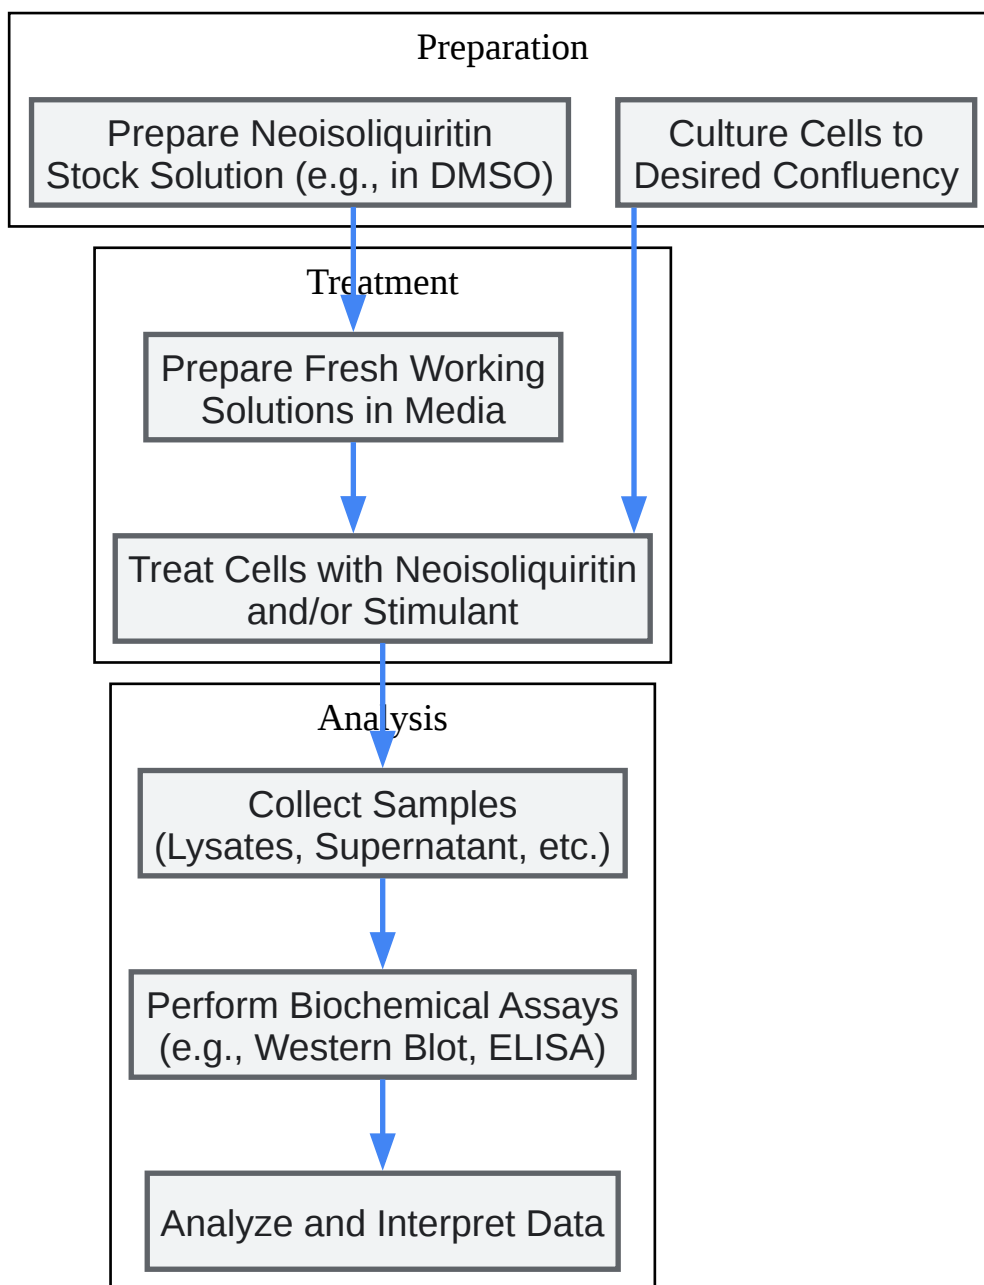 Preparation
Prepare Neoisoliquiritin
Stock Solution (e.g., in DMSO)
Culture Cells to
Desired Confluency
Treatment
Prepare Fresh Working
Solutions in Media
Treat Cells with Neoisoliquiritin
and/or Stimulant
Analysis
Collect Samples
(Lysates, Supernatant, etc.)
Perform Biochemical Assays
(e.g., Western Blot, ELISA)
Analyze and Interpret Data